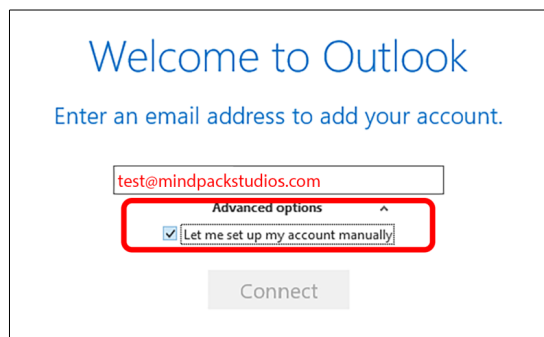 Welcome to Outlook
Enter an email address to add your account.
test@mindpackstudios.com
Advanced options
Let me set up my account manually
Connect